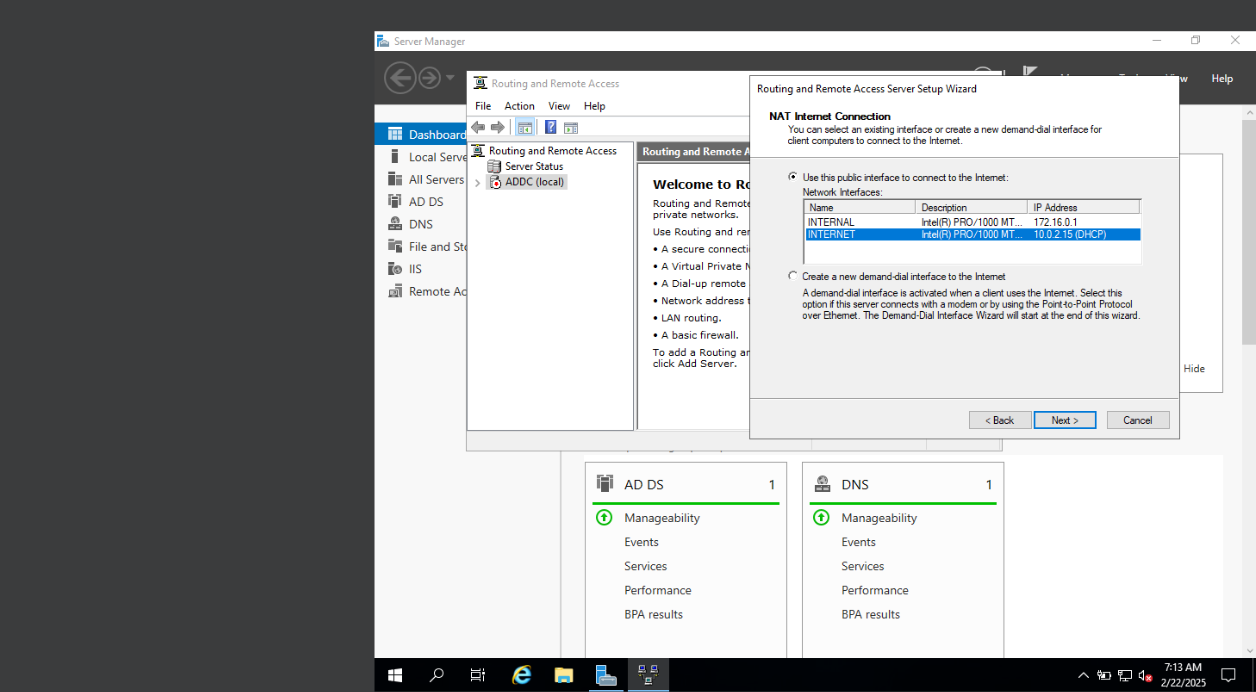 Server Manager
Help
Dashboard
Local Serve
All Servers
AD DS
DNS
File and Sto
IIS
Remote Ac
Routing and Remote Access
File Action View Help
Routing and Remote Access
Server Status
ADDC (local)
Routing and Remote A
Welcome to Ro
Routing and Remote
private networks.
Use Routing and rem
• A secure connecti
• A Virtual Private N
• A Dial-up remote
• Network address t
• LAN routing.
• A basic firewall.
To add a Routing an
click Add Server.
Routing and Remote Access Server Setup Wizard
NAT Internet Connection
You can select an existing interface or create a new demand-dial interface for
client computers to connect to the Internet.
Use this public interface to connect to the Internet:
Network Interfaces:
Name Description IP Address
INTERNAL Intel(R) PRO/1000 MT... 172.16.0.1
INTERNET Intel(R) PRO/1000 MT... 10.0.2.15 (DHCP)
Create a new demand-dial interface to the Internet
A demand-dial interface is activated when a client uses the Internet. Select this
option if this server connects with a modem or by using the Point-to-Point Protocol
over Ethernet. The Demand-Dial Interface Wizard will start at the end of this wizard.
< Back Next > Cancel
Hide
AD DS 1
Manageability
Events
Services
Performance
BPA results
DNS 1
Manageability
Events
Services
Performance
BPA results
7:13 AM
2/22/2025